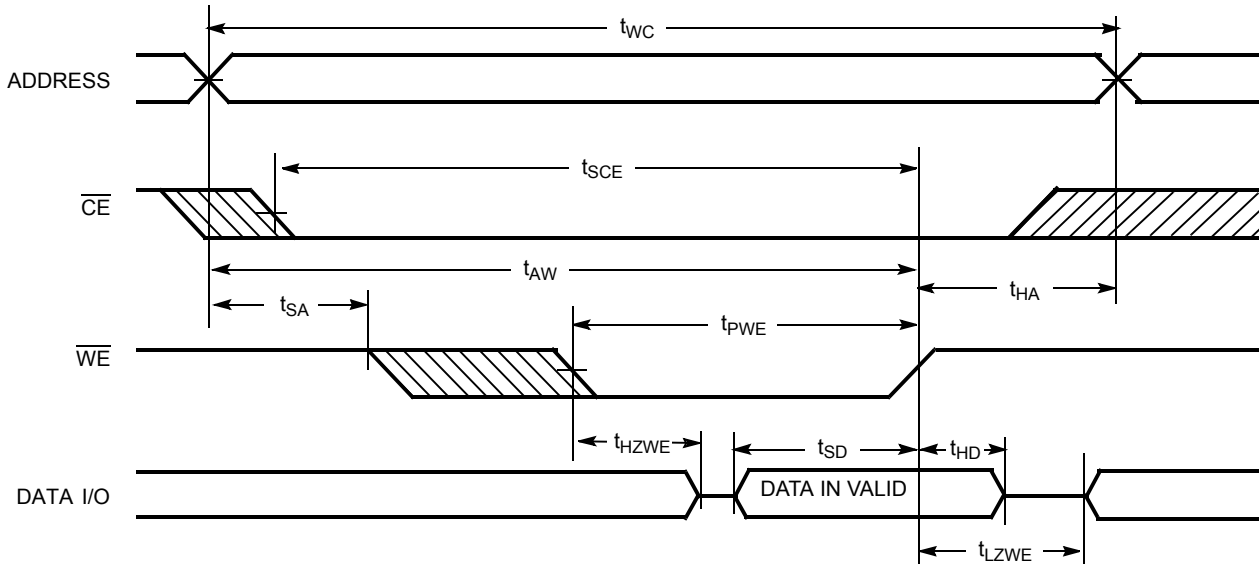 tWC
ADDRESS
tSCE
CE
tAW
tHA
tSA
tPWE
WE
tHZWE
tSD
tHD
DATA I/O
DATA IN VALID
tLZWE